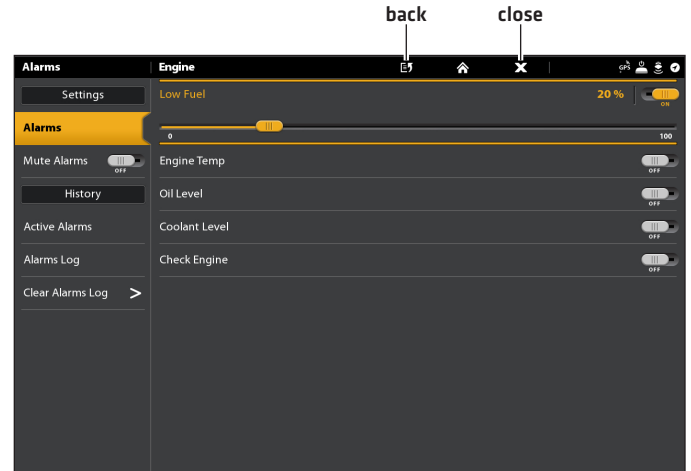 back close
Alarms Engine GPS
Settings Low Fuel 20 % ON
Alarms
0 100
Mute Alarms OFF Engine Temp OFF
History Oil Level OFF
Active Alarms Coolant Level OFF
Alarms Log Check Engine OFF
Clear Alarms Log >